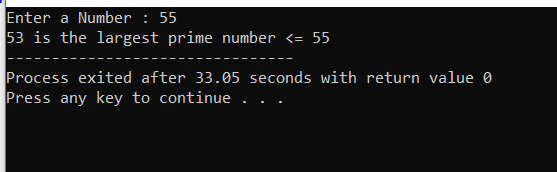 Enter a Number : 55
53 is the largest prime number <= 55
--------------------------------
Process exited after 33.05 seconds with return value 0
Press any key to continue . . .